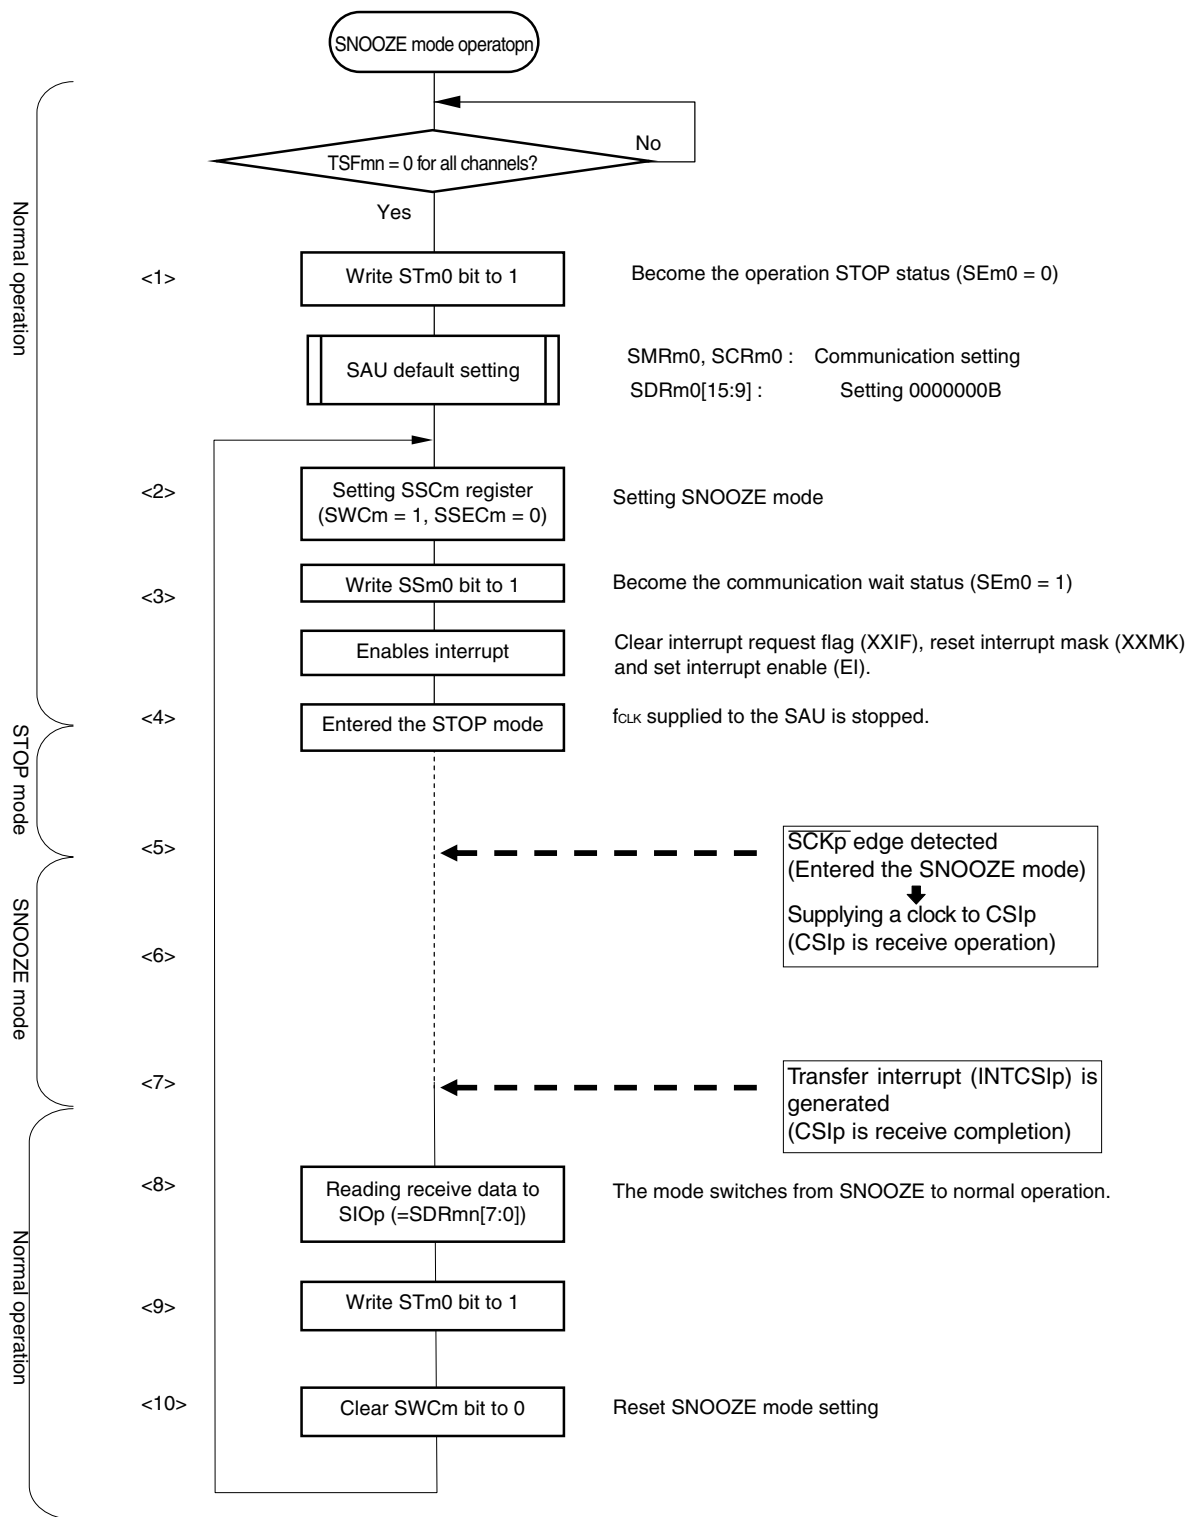 SNOOZE mode operatopn
No
TSFmn = 0 for all channels?
Yes
Normal operation
<1>
Write STm0 bit to 1
Become the operation STOP status (SEm0 = 0)
SAU default setting
SMRm0, SCRm0 : Communication setting
SDRm0[15:9] : Setting 0000000B
<2>
Setting SSCm register
(SWCm = 1, SSECm = 0)
Setting SNOOZE mode
<3>
Write SSm0 bit to 1
Become the communication wait status (SEm0 = 1)
Enables interrupt
Clear interrupt request flag (XXIF), reset interrupt mask (XXMK)
and set interrupt enable (EI).
<4>
Entered the STOP mode
fCLK supplied to the SAU is stopped.
STOP mode
<5>
SCKp edge detected
(Entered the SNOOZE mode)
Supplying a clock to CSIp
(CSIp is receive operation)
SNOOZE mode
<6>
<7>
Transfer interrupt (INTCSIp) is
generated
(CSIp is receive completion)
<8>
Reading receive data to
SIOp (=SDRmn[7:0])
The mode switches from SNOOZE to normal operation.
Normal operation
<9>
Write STm0 bit to 1
<10>
Clear SWCm bit to 0
Reset SNOOZE mode setting